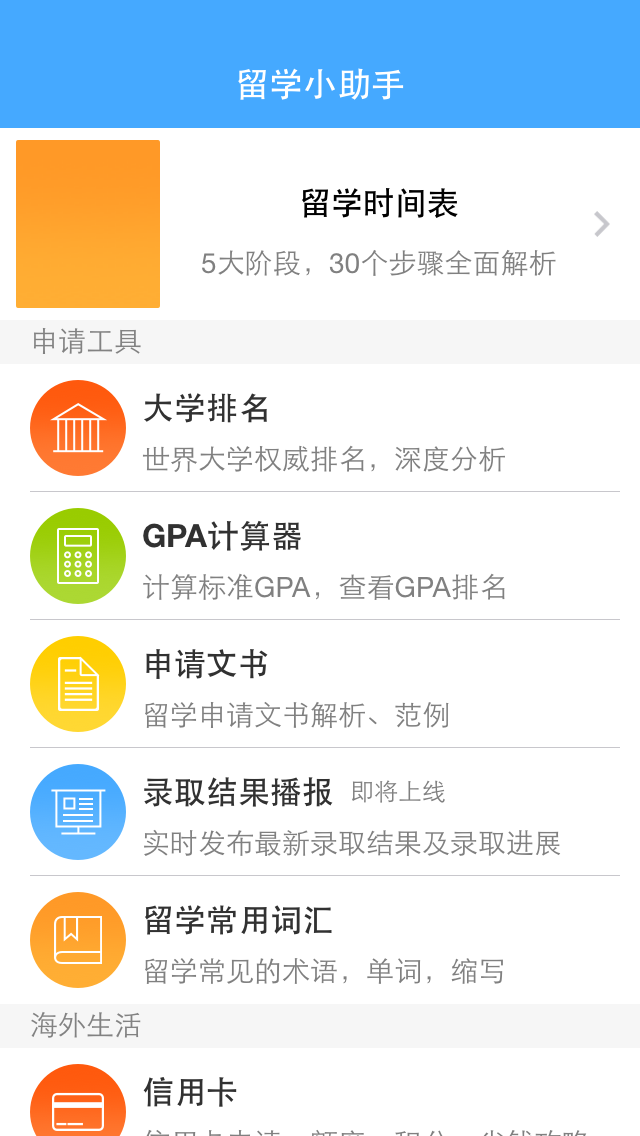 留学小助手
留学时间表
5大阶段，30个步骤全面解析
申请工具
大学排名
世界大学权威排名，深度分析
GPA计算器
计算标准GPA，查看GPA排名
申请文书
留学申请文书解析、范例
录取结果播报 即将上线
实时发布最新录取结果及录取进展
留学常用词汇
留学常见的术语，单词，缩写
海外生活
信用卡